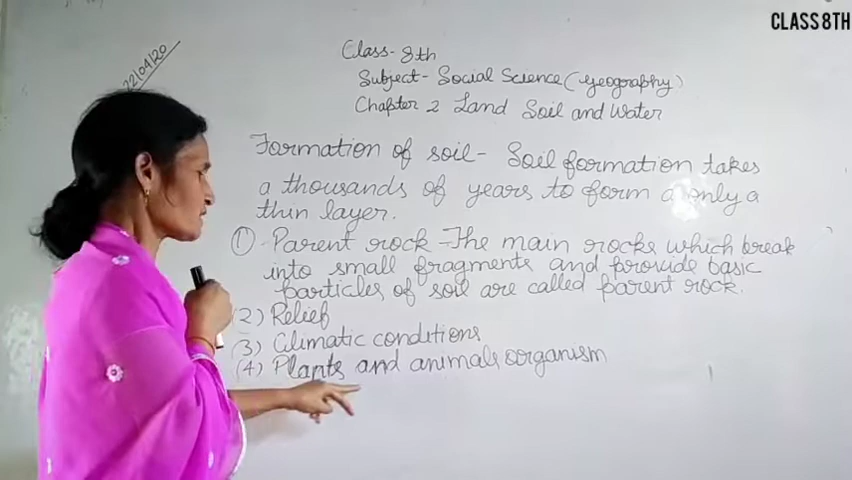 CLASS 8TH
22/04/20
Class- 8th
Subject- Social Science (Geography)
Chapter 2 Land Soil and Water
Formation of soil- Soil formation takes
a thousands of years to form a only a
thin layer.
(1) - Parent rock - The main rocks which break
into small fragments and provide basic
particles of soil are called parent rock.
(2) Relief
(3) Climatic conditions
(4) Plants and animals organism